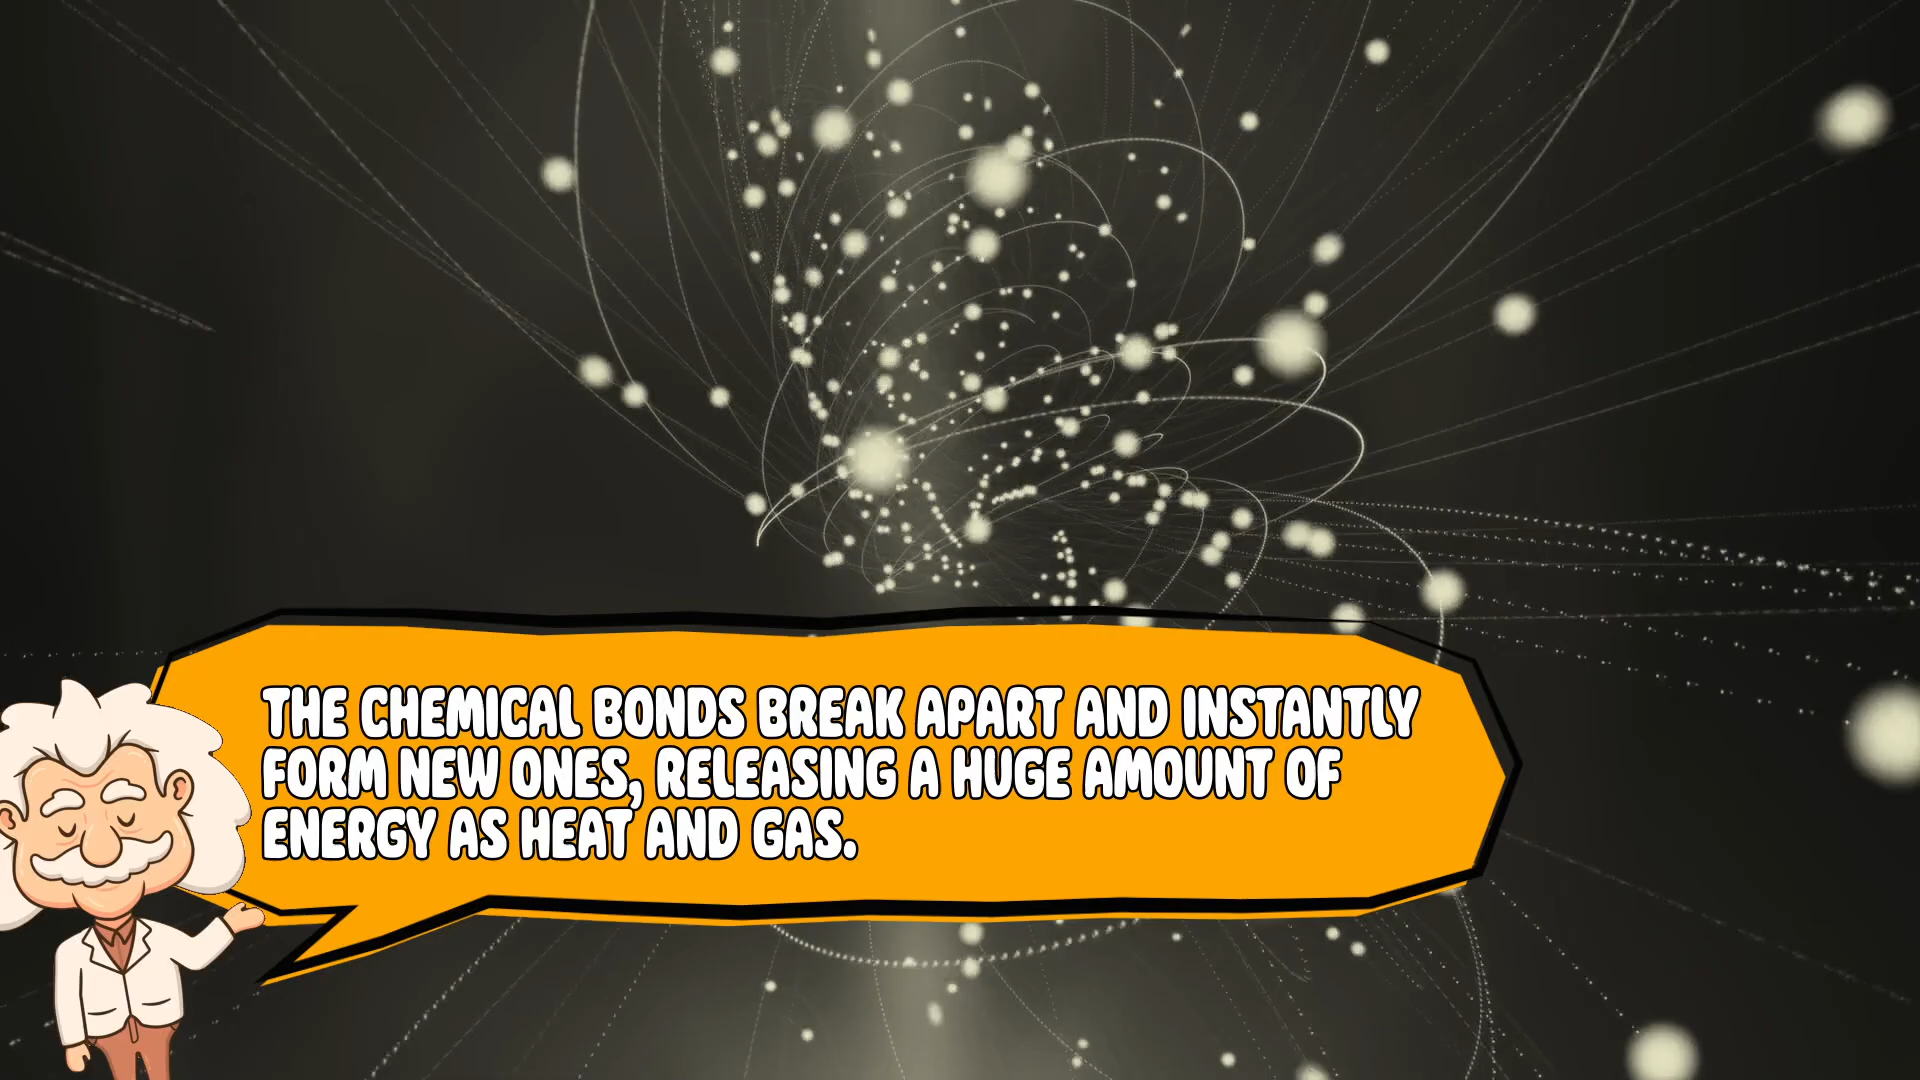 THE CHEMICAL BONDS BREAK APART AND INSTANTLY
FORM NEW ONES, RELEASING A HUGE AMOUNT OF
ENERGY AS HEAT AND GAS.